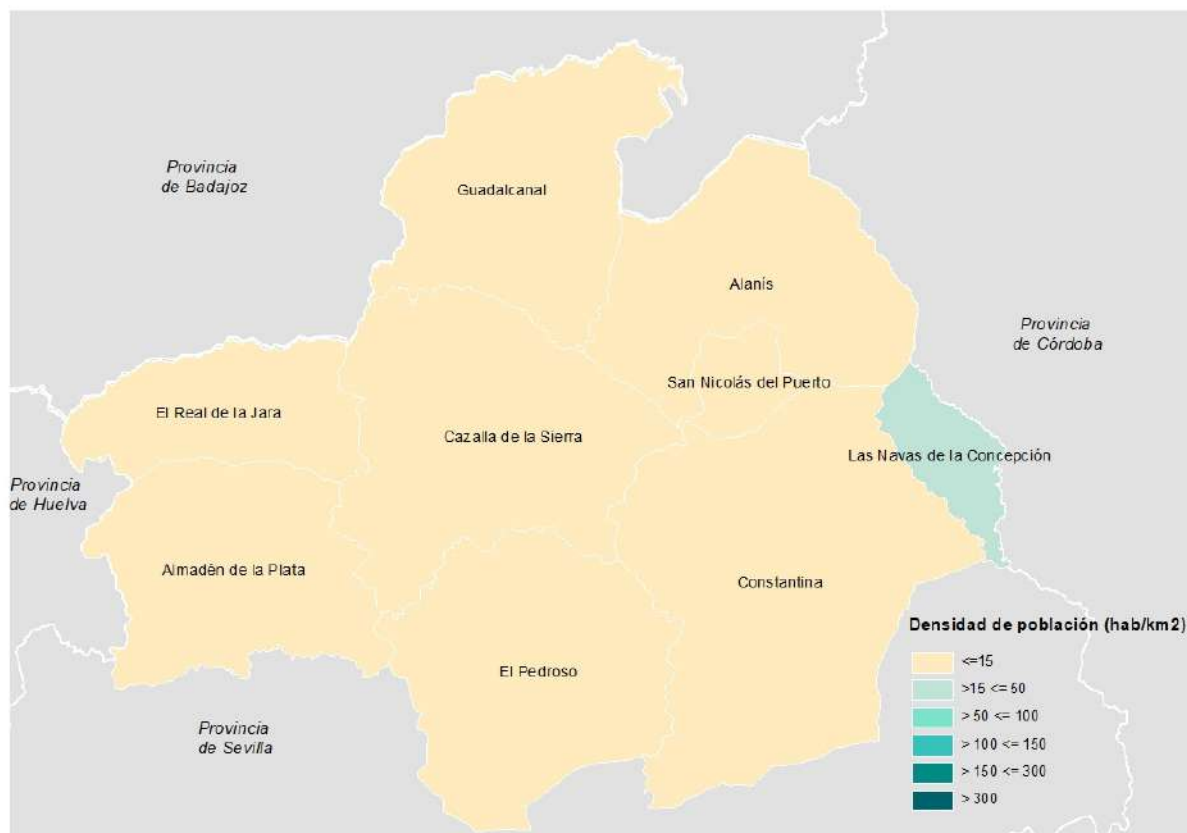 Provincia
de Badajoz
Guadalcanal
Alanís
Provincia
de Córdoba
San Nicolás del Puerto
El Real de la Jara
Cazalla de la Sierra
Las Navas de la Concepción
Provincia
de Huelva
Almadén de la Plata
Constantina
El Pedroso
Provincia
de Sevilla
Densidad de población (hab/km2)
<=15
>15 <= 50
> 50 <= 100
> 100 <= 150
> 150 <= 300
> 300